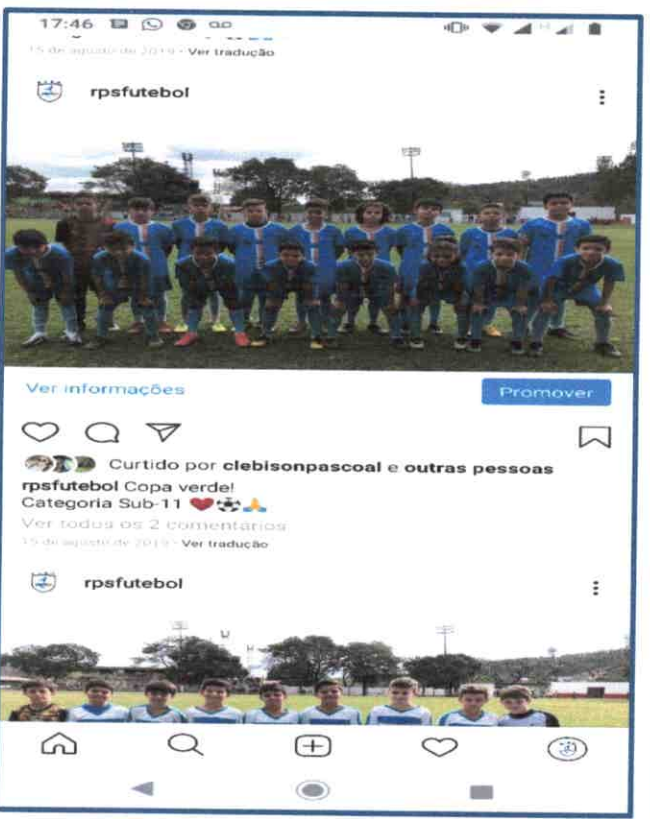 17:46
15 de agosto de 2019 · Ver tradução
rpsfutebol
Ver informações
Promover
Curtido por clebisonpascoal e outras pessoas
rpsfutebol Copa verde!
Categoria Sub-11 ❤️⚽🙏
Ver todos os 2 comentários
15 de agosto de 2019 · Ver tradução
rpsfutebol